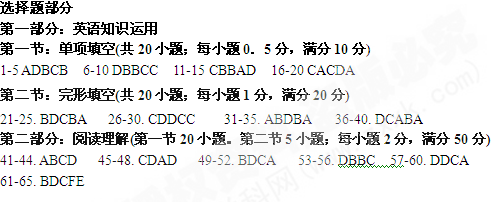 选择题部分
第一部分：英语知识运用
第一节：单项填空(共 20 小题；每小题 0．5 分，满分 10 分)
1-5 ADBCB 6-10 DBBCC 11-15 CBBAD 16-20 CACDA
第二节：完形填空(共 20 小题；每小题 1 分，满分 20 分)
21-25. BDCBA 26-30. CDDCC 31-35. ABDBA 36-40. DCABA
第二部分：阅读理解(第一节 20 小题。第二节 5 小题；每小题 2 分，满分 50 分)
41-44. ABCD 45-48. CDAD 49-52. BDCA 53-56. DBBC 57-60. DDCA
61-65. BDCFE